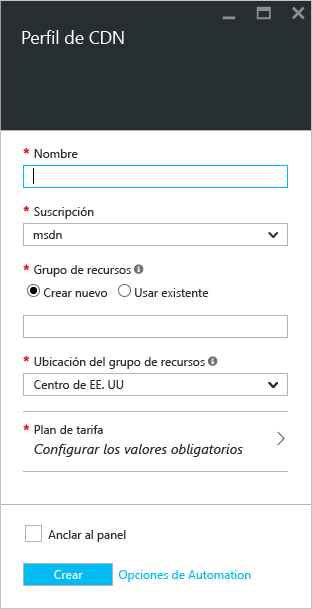 Perfil de CDN
* Nombre
* Suscripción
msdn
* Grupo de recursos
Crear nuevo Usar existente
* Ubicación del grupo de recursos
Centro de EE. UU
* Plan de tarifa
Configurar los valores obligatorios
Anclar al panel
Crear Opciones de Automation